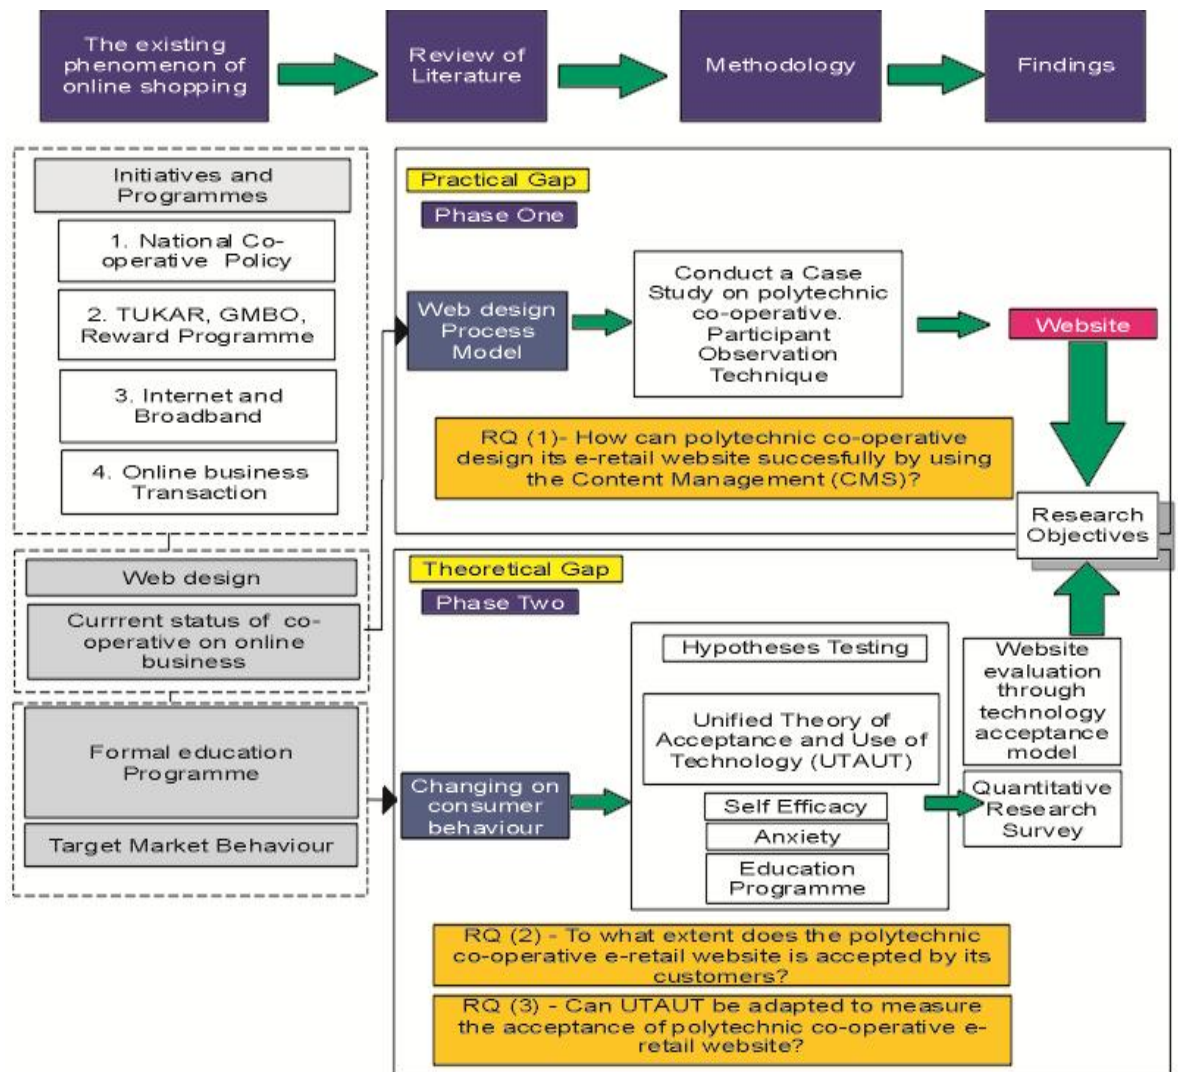 The existing
phenomenon of
online shopping
Review of
Literature
Methodology
Findings
Initiatives and
Programmes
1. National Co-
operative Policy
2. TUKAR, GMBO,
Reward Programme
3. Internet and
Broadband
4. Online business
Transaction
Web design
Currrent status of co-
operative on online
business
Formal education
Programme
Target Market Behaviour
Practical Gap
Phase One
Web design
Process
Model
Conduct a Case
Study on polytechnic
co-operative.
Participant
Observation
Technique
Website
RQ (1)- How can polytechnic co-operative
design its e-retail website succesfully by using
the Content Management (CMS)?
Research
Objectives
Theoretical Gap
Phase Two
Changing on
consumer
behaviour
Hypotheses Testing
Unified Theory of
Acceptance and Use of
Technology (UTAUT)
Self Efficacy
Anxiety
Education
Programme
Website
evaluation
through
technology
acceptance
model
Quantitative
Research
Survey
RQ (2) - To what extent does the polytechnic
co-operative e-retail website is accepted by its
customers?
RQ (3) - Can UTAUT be adapted to measure
the acceptance of polytechnic co-operative e-
retail website?